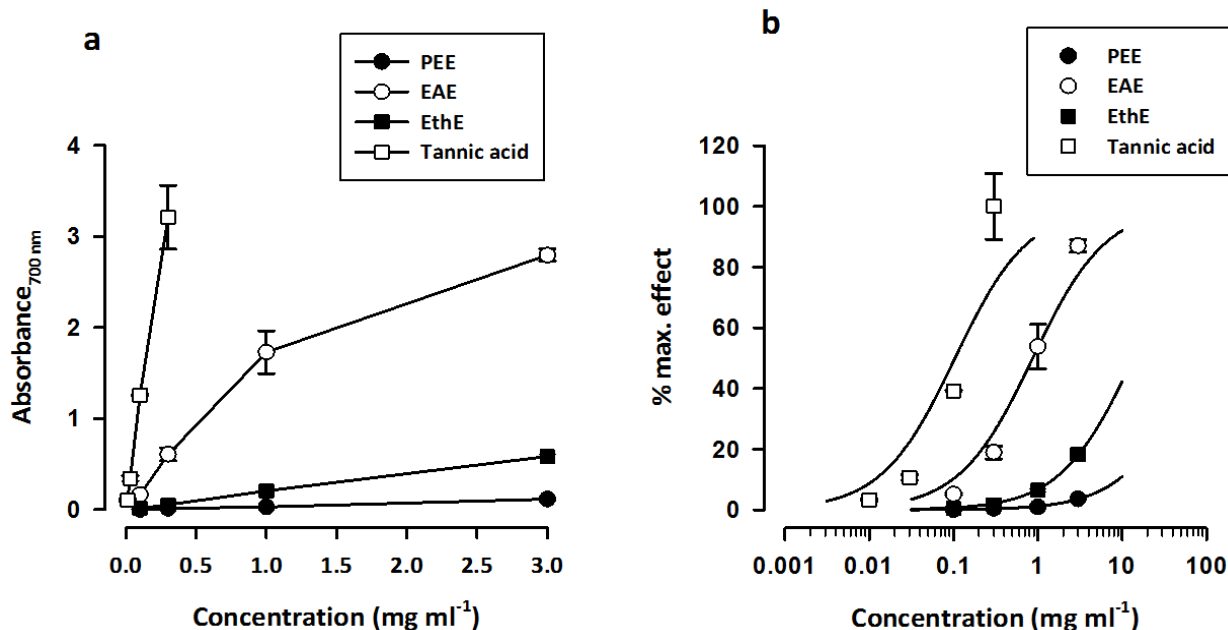 a
PEE
EAE
EthE
Tannic acid
4
3
2
1
0
Absorbance700 nm
0.0 0.5 1.0 1.5 2.0 2.5 3.0
Concentration (mg ml-1)
b
PEE
EAE
EthE
Tannic acid
120
100
80
60
40
20
0
% max. effect
0.001 0.01 0.1 1 10 100
Concentration (mg ml-1)